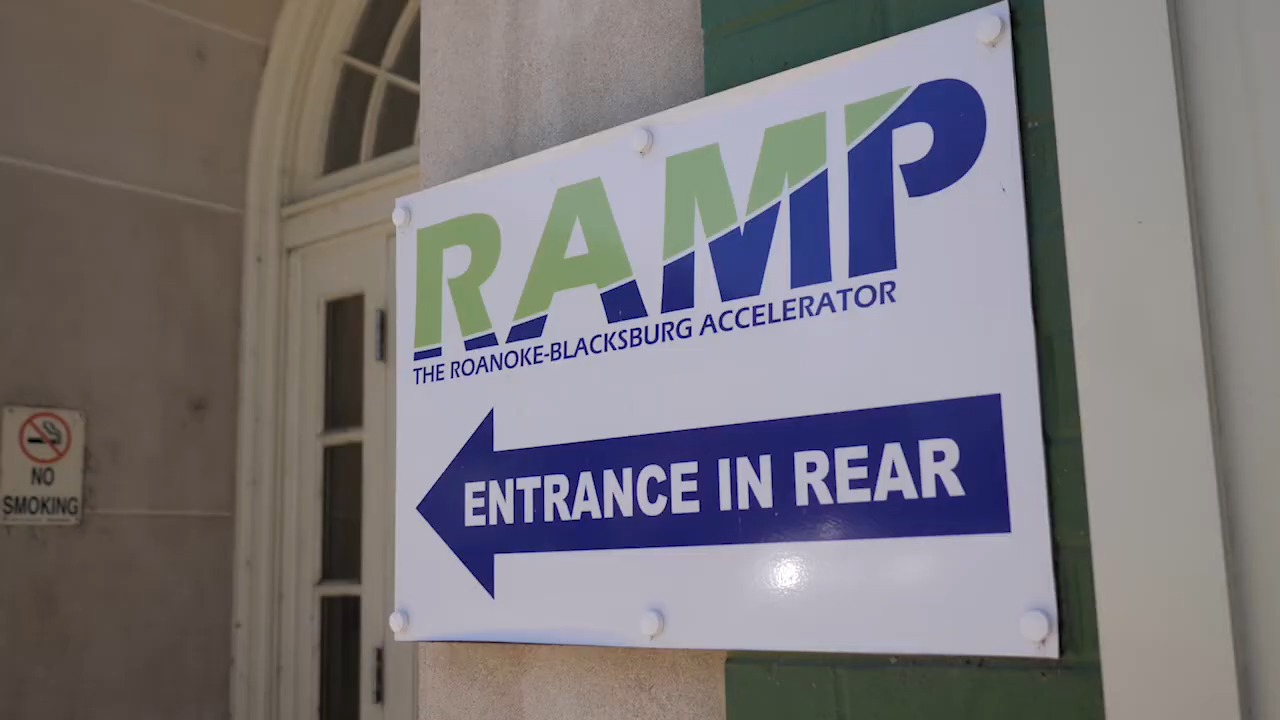 RAMP
THE ROANOKE-BLACKSBURG ACCELERATOR
ENTRANCE IN REAR
NO
SMOKING